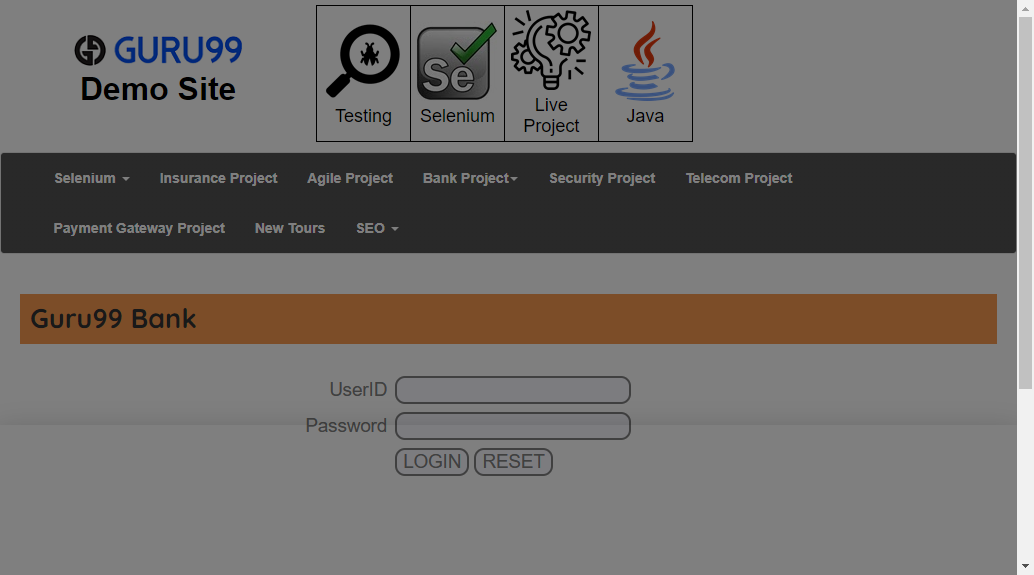 GURU99
Demo Site
Testing
Se
Selenium
Live
Project
Java
Selenium Insurance Project Agile Project Bank Project Security Project Telecom Project
Payment Gateway Project New Tours SEO
Guru99 Bank
UserID
Password
LOGIN RESET